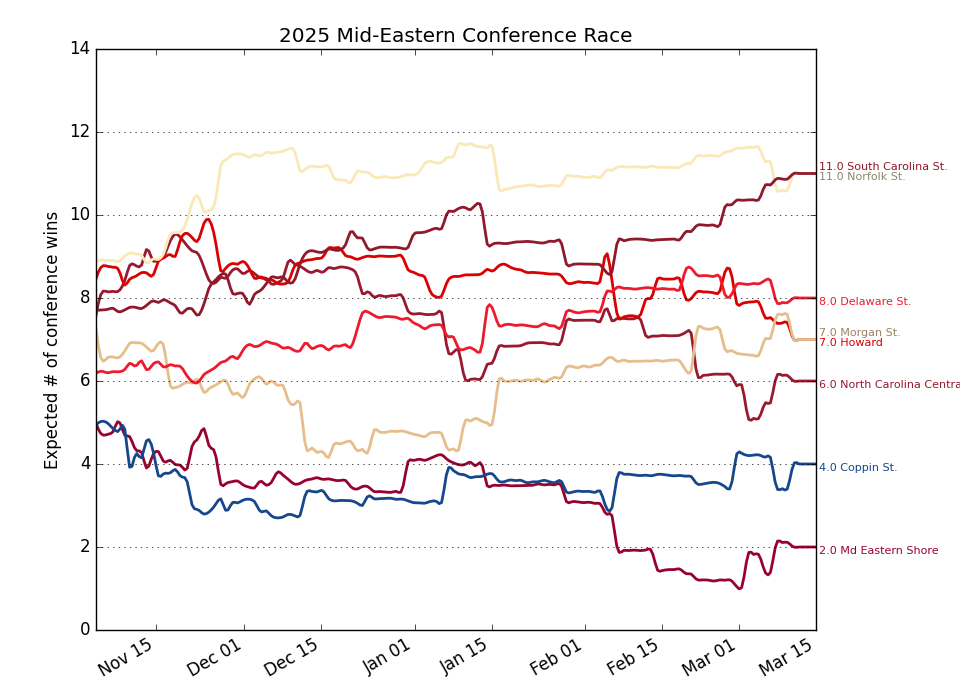 2025 Mid-Eastern Conference Race
Expected # of conference wins
14
12
10
8
6
4
2
0
11.0 South Carolina St.
11.0 Norfolk St.
8.0 Delaware St.
7.0 Morgan St.
7.0 Howard
6.0 North Carolina Centra
4.0 Coppin St.
2.0 Md Eastern Shore
Nov 15
Dec 01
Dec 15
Jan 01
Jan 15
Feb 01
Feb 15
Mar 01
Mar 15